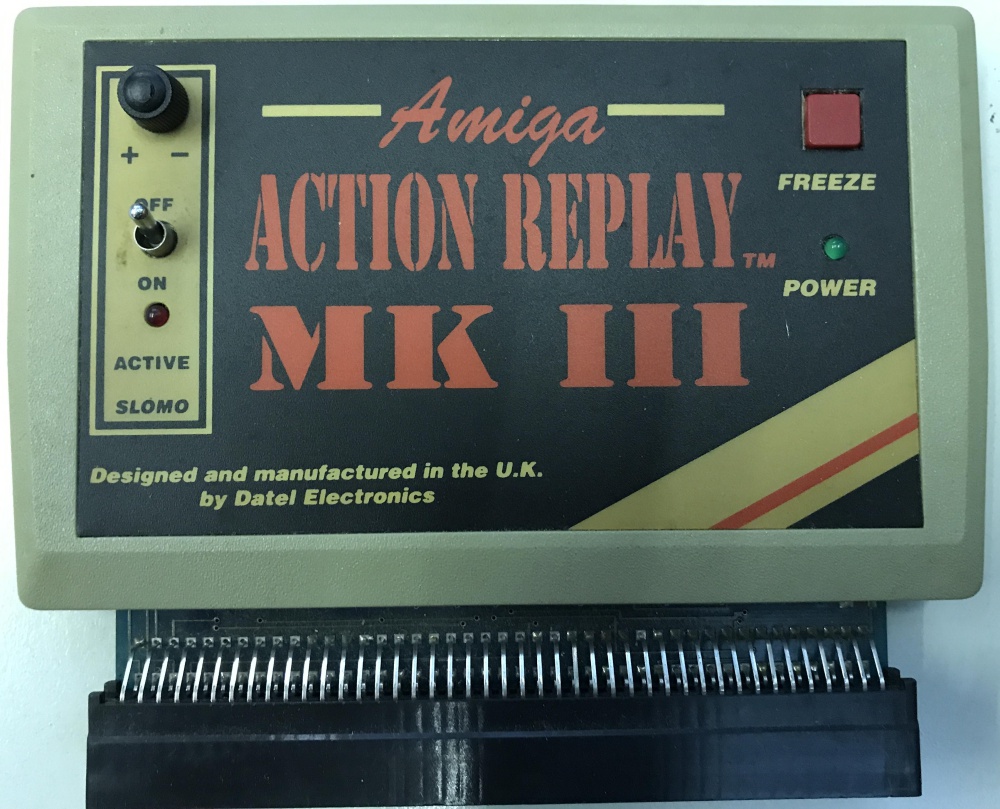 Amiga
ACTION REPLAY™
MK III
+ −
OFF
ON
ACTIVE
SLOMO
FREEZE
POWER
Designed and manufactured in the U.K.
by Datel Electronics